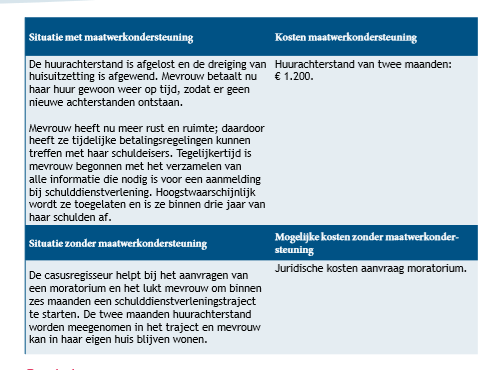 Situatie met maatwerkondersteuning
Kosten maatwerkondersteuning
De huurachterstand is afgelost en de dreiging van
huisuitzetting is afgewend. Mevrouw betaalt nu
haar huur gewoon weer op tijd, zodat er geen
nieuwe achterstanden ontstaan.
Mevrouw heeft nu meer rust en ruimte; daardoor
heeft ze tijdelijke betalingsregelingen kunnen
treffen met haar schuldeisers. Tegelijkertijd is
mevrouw begonnen met het verzamelen van
alle informatie die nodig is voor een aanmelding
bij schulddienstverlening. Hoogstwaarschijnlijk
wordt ze toegelaten en is ze binnen drie jaar van
haar schulden af.
Huurachterstand van twee maanden:
€ 1.200.
Situatie zonder maatwerkondersteuning
Mogelijke kosten zonder maatwerkonder-
steuning
De casusregisseur helpt bij het aanvragen van
een moratorium en het lukt mevrouw om binnen
zes maanden een schulddienstverleningstraject
te starten. De twee maanden huurachterstand
worden meegenomen in het traject en mevrouw
kan in haar eigen huis blijven wonen.
Juridische kosten aanvraag moratorium.